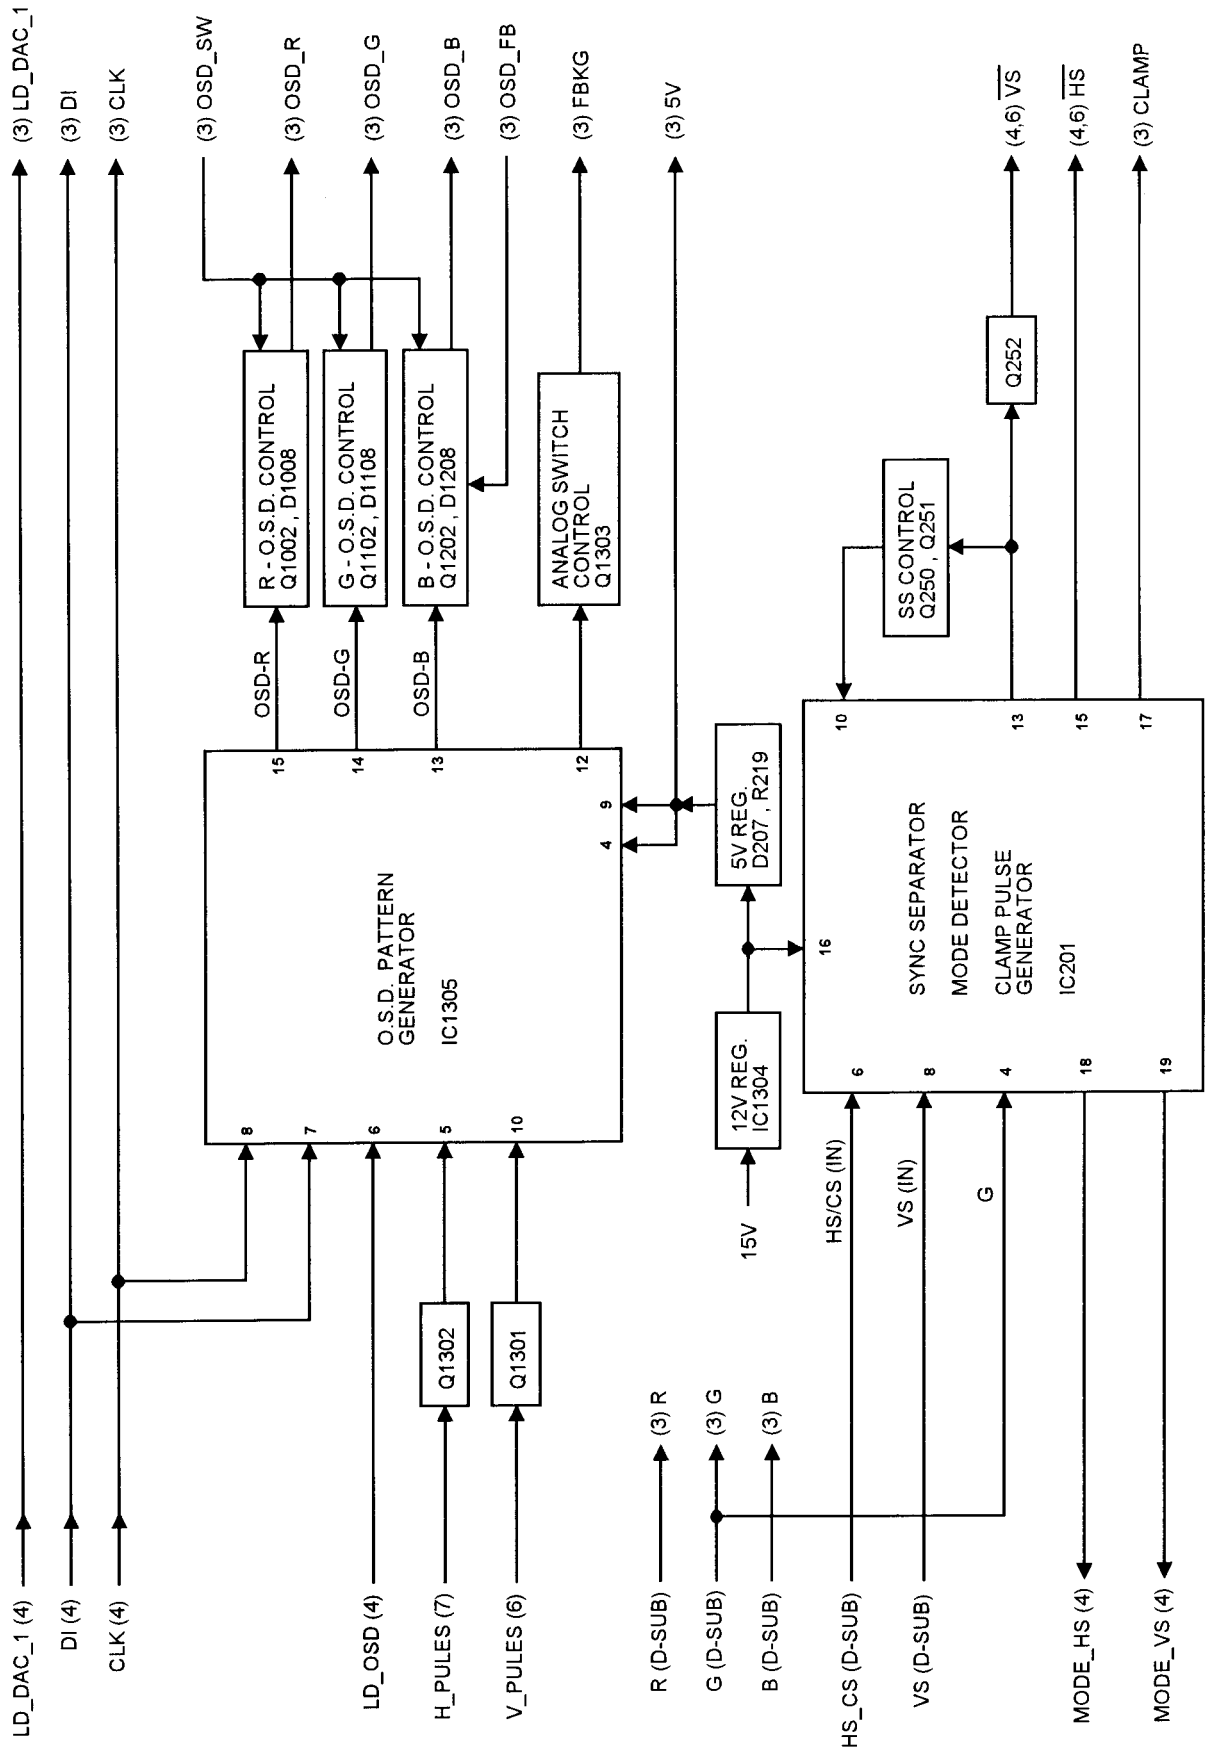 LD_DAC_1 (4)
(3) LD_DAC_1
DI (4)
(3) DI
CLK (4)
(3) CLK
(3) OSD_SW
(3) OSD_R
(3) OSD_G
(3) OSD_B
(3) OSD_FB
(3) FBKG
(3) 5V
R - O.S.D. CONTROL
Q1002 , D1008
G - O.S.D. CONTROL
Q1102 , D1108
B - O.S.D. CONTROL
Q1202 , D1208
ANALOG SWITCH
CONTROL
Q1303
OSD-R
OSD-G
OSD-B
15
14
13
12
9
4
O.S.D. PATTERN
GENERATOR
IC1305
8
7
6
5
10
LD_OSD (4)
H_PULES (7)
Q1302
V_PULES (6)
Q1301
15V
12V REG.
IC1304
5V REG.
D207 , R219
R (D-SUB)
(3) R
G (D-SUB)
(3) G
B (D-SUB)
(3) B
HS_CS (D-SUB)
HS/CS (IN)
VS (D-SUB)
VS (IN)
G
MODE_HS (4)
MODE_VS (4)
6
8
4
18
19
16
SYNC SEPARATOR
MODE DETECTOR
CLAMP PULSE
GENERATOR
IC201
10
13
15
17
SS CONTROL
Q250 , Q251
Q252
(4,6) VS
(4,6) HS
(3) CLAMP